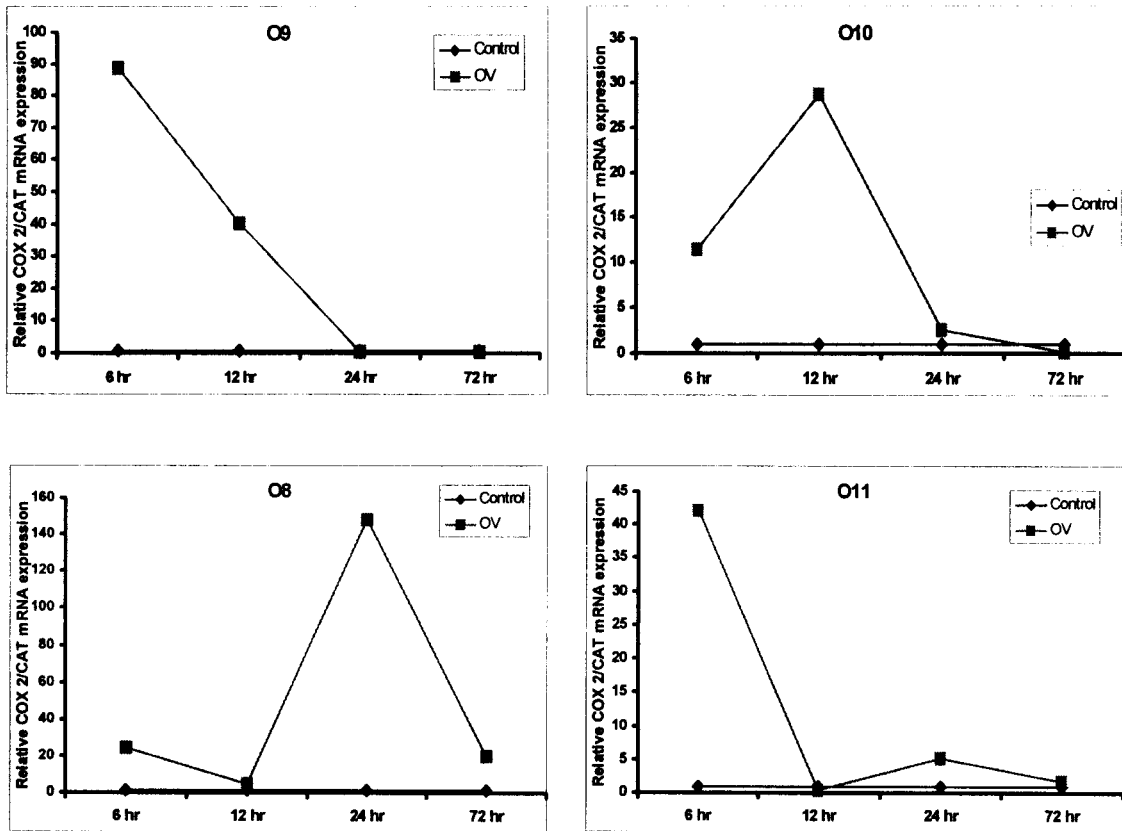 O9
Control
OV
Relative COX 2/CAT mRNA expression
100
90
80
70
60
50
40
30
20
10
0
6 hr 12 hr 24 hr 72 hr
O10
Control
OV
Relative COX 2/CAT mRNA expression
35
30
25
20
15
10
5
0
6 hr 12 hr 24 hr 72 hr
O8
Control
OV
Relative COX 2/CAT mRNA expression
160
140
120
100
80
60
40
20
0
6 hr 12 hr 24 hr 72 hr
O11
Control
OV
Relative COX 2/CAT mRNA expression
45
40
35
30
25
20
15
10
5
0
6 hr 12 hr 24 hr 72 hr